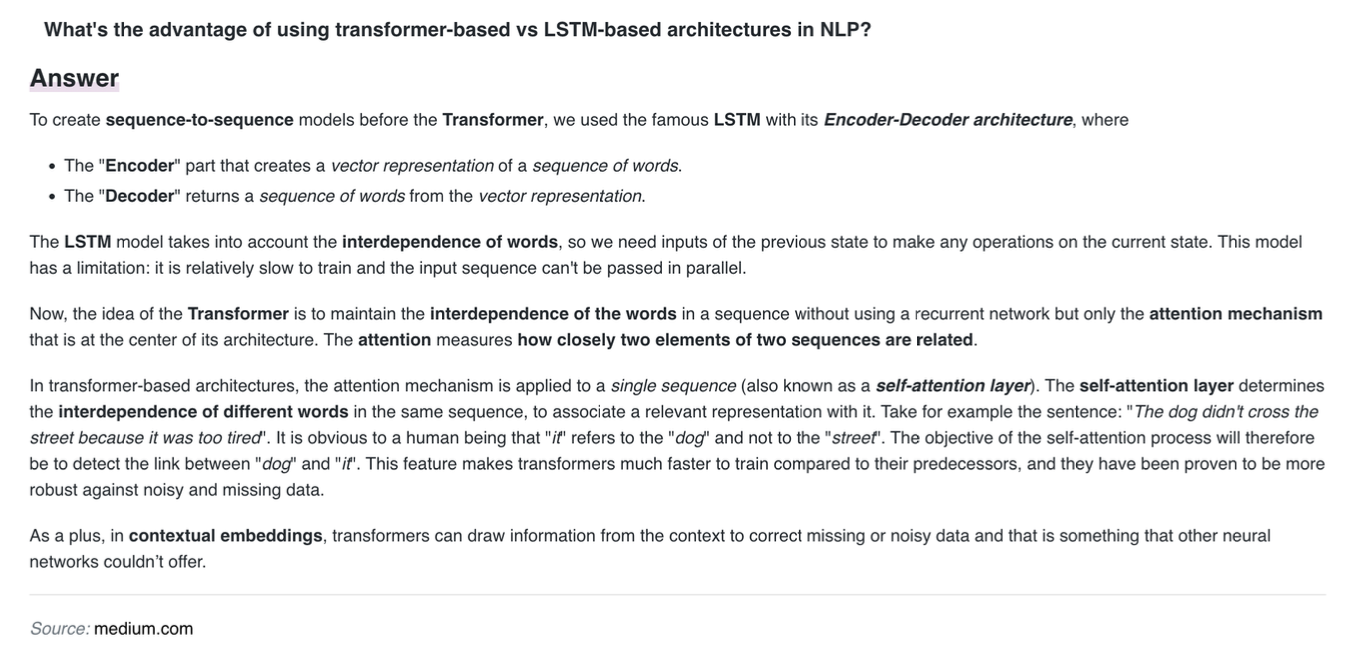 What's the advantage of using transformer-based vs LSTM-based architectures in NLP?
Answer
To create sequence-to-sequence models before the Transformer, we used the famous LSTM with its Encoder-Decoder architecture, where
• The "Encoder" part that creates a vector representation of a sequence of words.
• The "Decoder" returns a sequence of words from the vector representation.
The LSTM model takes into account the interdependence of words, so we need inputs of the previous state to make any operations on the current state. This model
has a limitation: it is relatively slow to train and the input sequence can't be passed in parallel.
Now, the idea of the Transformer is to maintain the interdependence of the words in a sequence without using a recurrent network but only the attention mechanism
that is at the center of its architecture. The attention measures how closely two elements of two sequences are related.
In transformer-based architectures, the attention mechanism is applied to a single sequence (also known as a self-attention layer). The self-attention layer determines
the interdependence of different words in the same sequence, to associate a relevant representation with it. Take for example the sentence: "The dog didn't cross the
street because it was too tired". It is obvious to a human being that "it" refers to the "dog" and not to the "street". The objective of the self-attention process will therefore
be to detect the link between "dog" and "it". This feature makes transformers much faster to train compared to their predecessors, and they have been proven to be more
robust against noisy and missing data.
As a plus, in contextual embeddings, transformers can draw information from the context to correct missing or noisy data and that is something that other neural
networks couldn't offer.
Source: medium.com